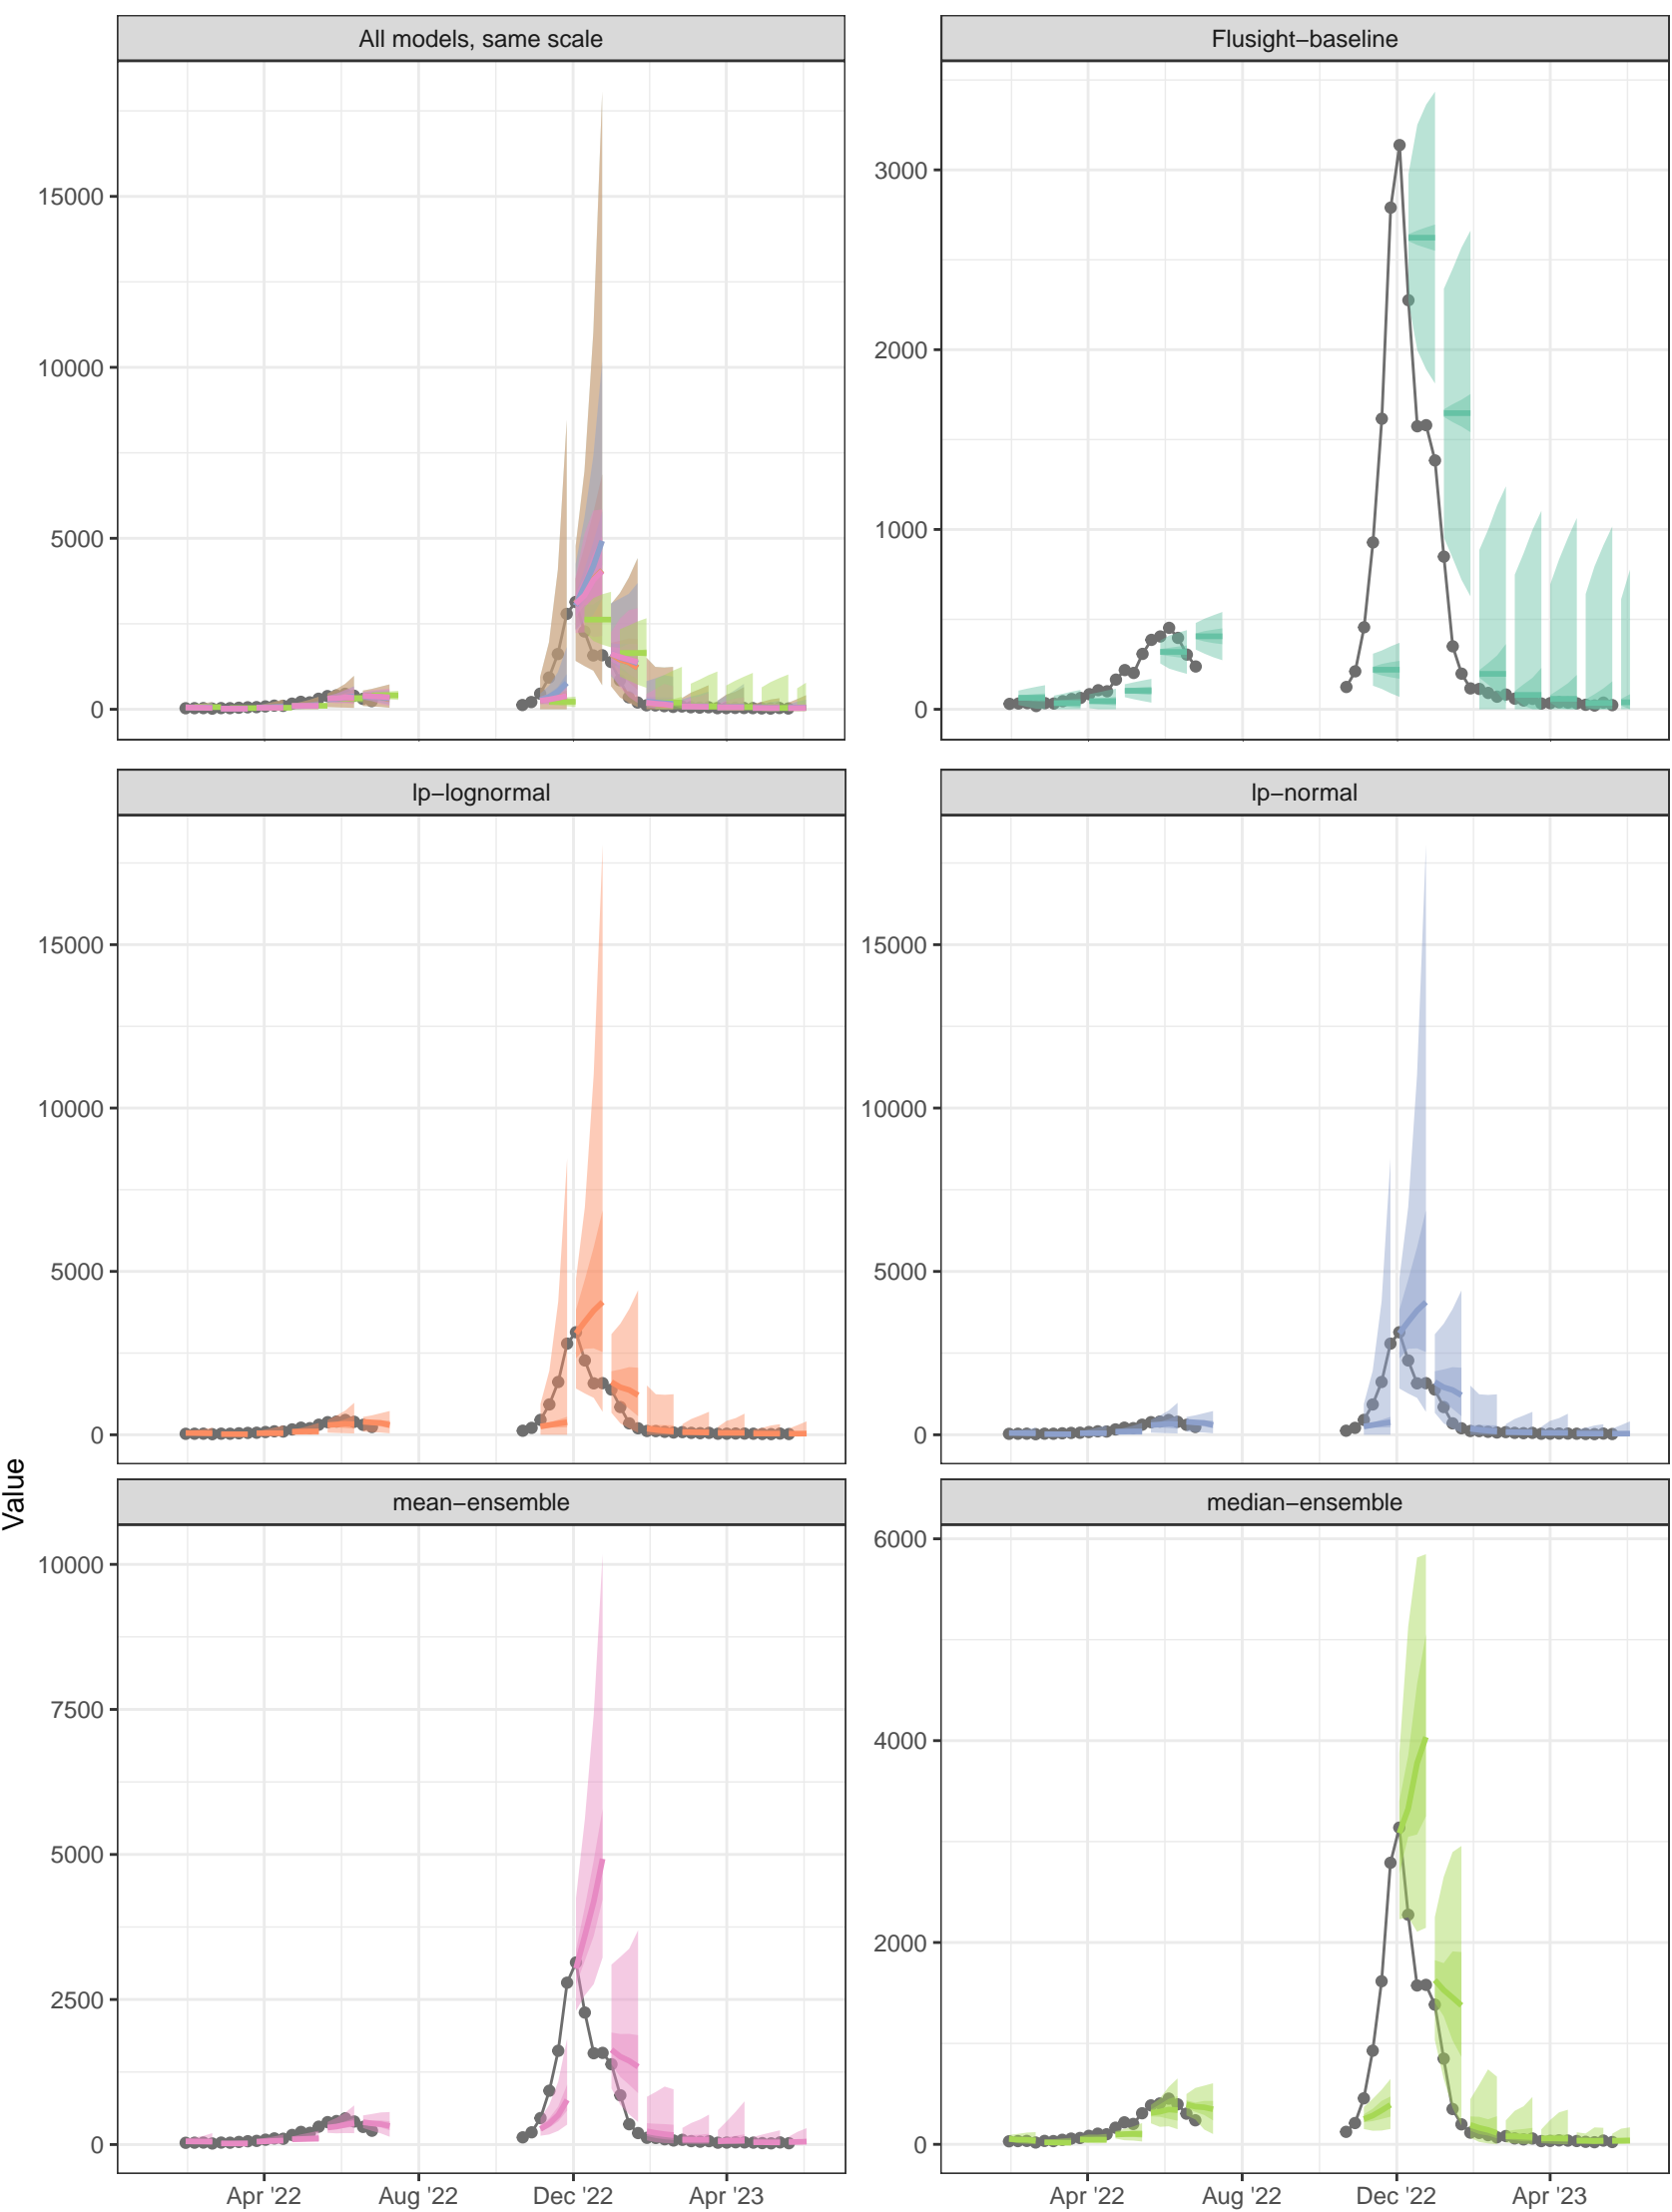 All models, same scale
Flusight−baseline
15000
10000
5000
0
3000
2000
1000
0
lp−lognormal
lp−normal
15000
10000
5000
0
15000
10000
5000
0
Value
mean−ensemble
median−ensemble
10000
7500
5000
2500
0
6000
4000
2000
0
Apr '22
Aug '22
Dec '22
Apr '23
Apr '22
Aug '22
Dec '22
Apr '23